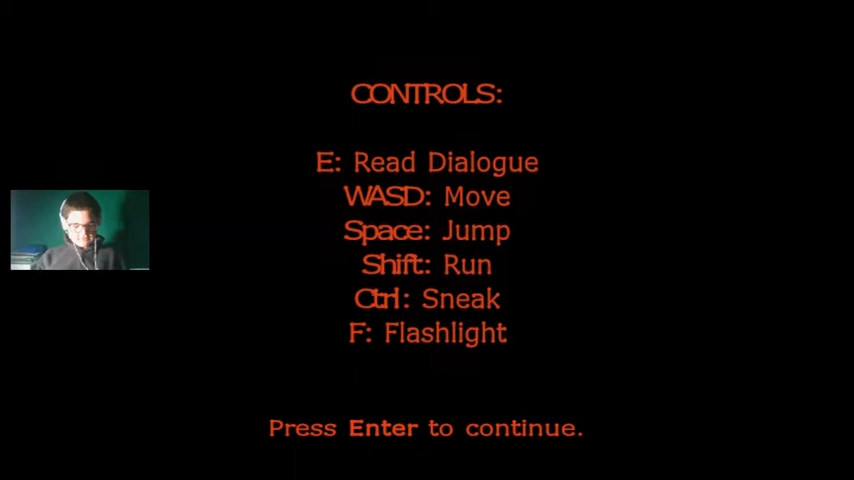 CONTROLS:
E: Read Dialogue
WASD: Move
Space: Jump
Shift: Run
Ctrl: Sneak
F: Flashlight
Press Enter to continue.